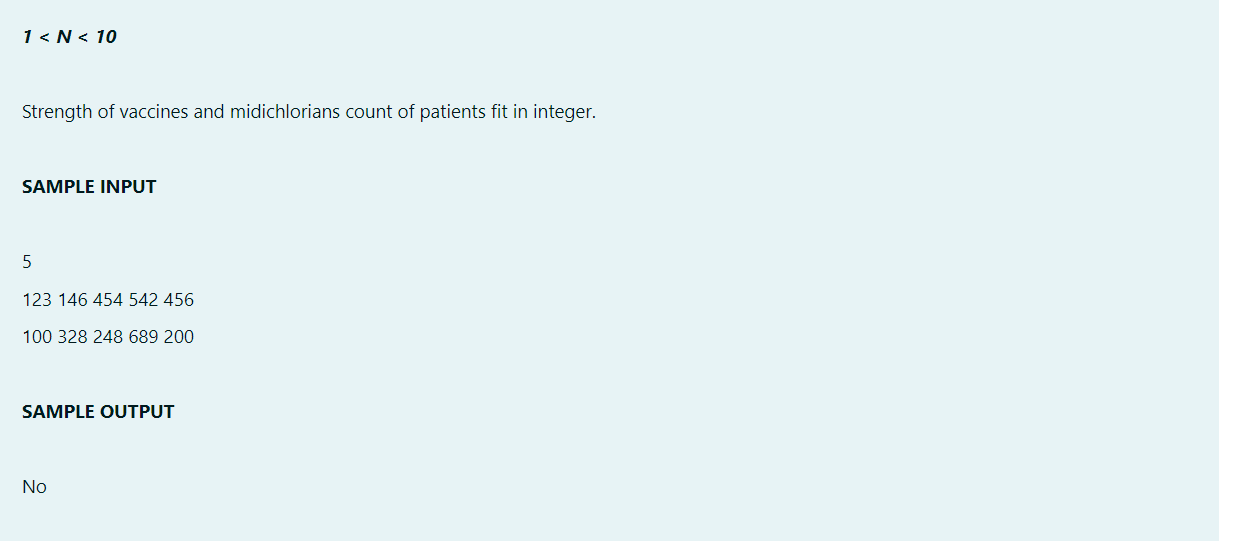 1 < N < 10
Strength of vaccines and midichlorians count of patients fit in integer.
SAMPLE INPUT
5
123 146 454 542 456
100 328 248 689 200
SAMPLE OUTPUT
No